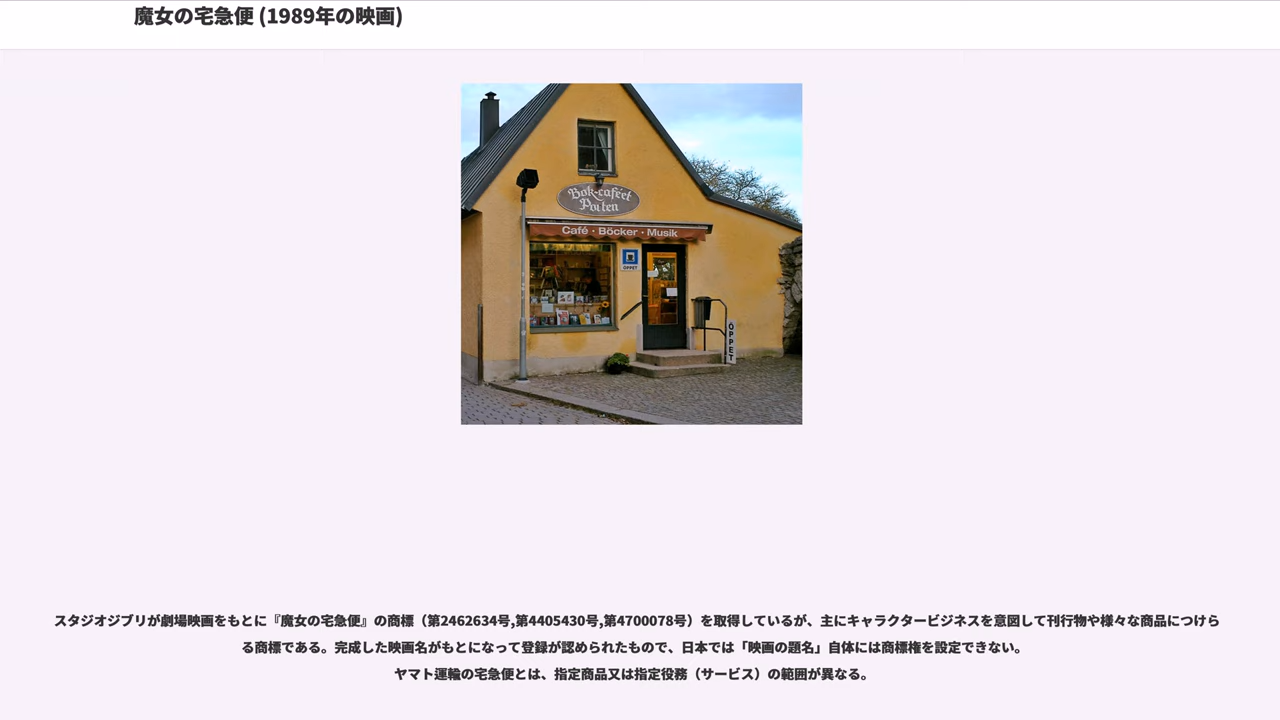 魔女の宅急便 (1989年の映画)
Bok-cafért
Café · Böcker · Musik
ÖPPET
ÖPPET
スタジオジブリが劇場映画をもとに『魔女の宅急便』の商標（第2462634号,第4405430号,第4700078号）を取得しているが、主にキャラクタービジネスを意図して刊行物や様々な商品につけら
る商標である。完成した映画名がもとになって登録が認められたもので、日本では「映画の題名」自体には商標権を設定できない。
ヤマト運輸の宅急便とは、指定商品又は指定役務（サービス）の範囲が異なる。